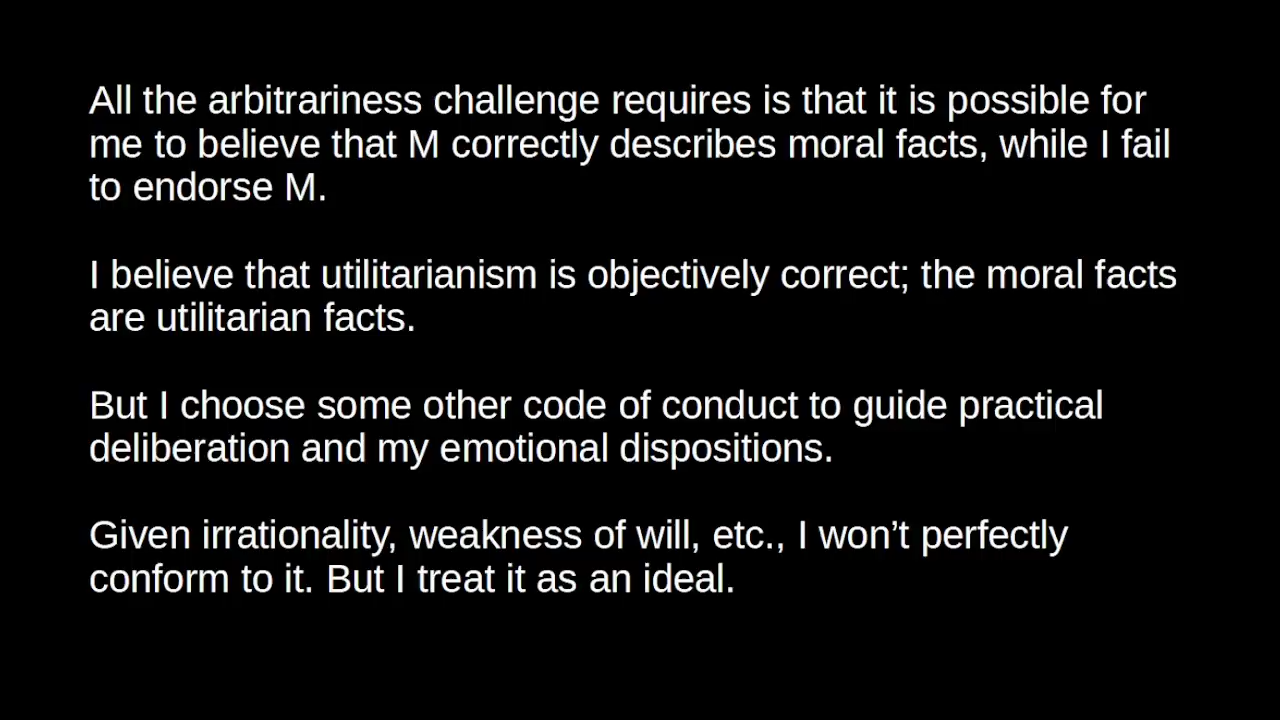 All the arbitrariness challenge requires is that it is possible for
me to believe that M correctly describes moral facts, while I fail
to endorse M.
I believe that utilitarianism is objectively correct; the moral facts
are utilitarian facts.
But I choose some other code of conduct to guide practical
deliberation and my emotional dispositions.
Given irrationality, weakness of will, etc., I won’t perfectly
conform to it. But I treat it as an ideal.